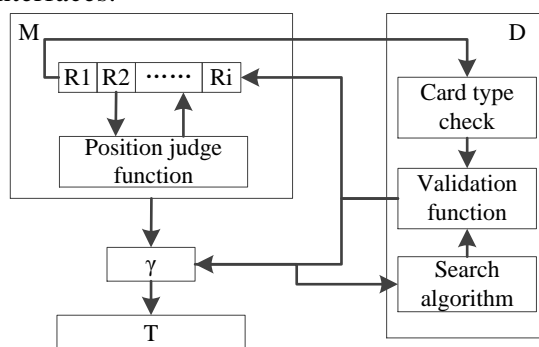 interfaces.
M
D
R1 R2 …… Ri
Card type
check
Position judge
function
Validation
function
γ
Search
algorithm
T